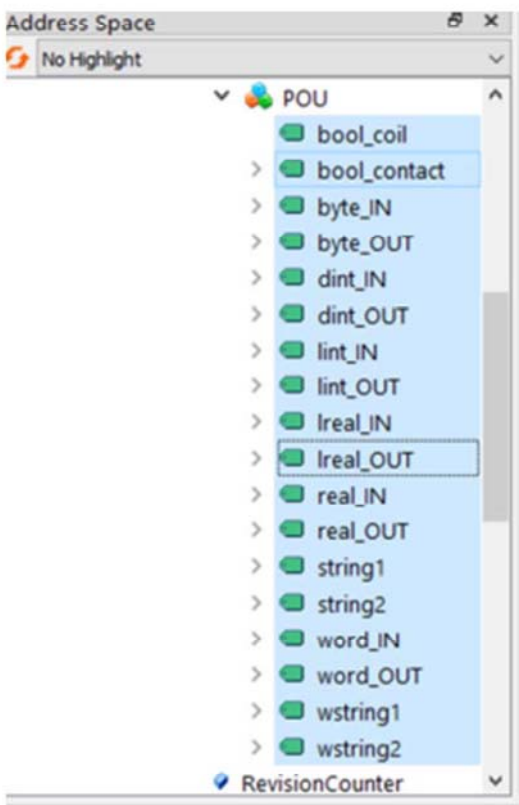 Address Space
No Highlight
POU
bool_coil
bool_contact
byte_IN
byte_OUT
dint_IN
dint_OUT
lint_IN
lint_OUT
lreal_IN
lreal_OUT
real_IN
real_OUT
string1
string2
word_IN
word_OUT
wstring1
wstring2
RevisionCounter